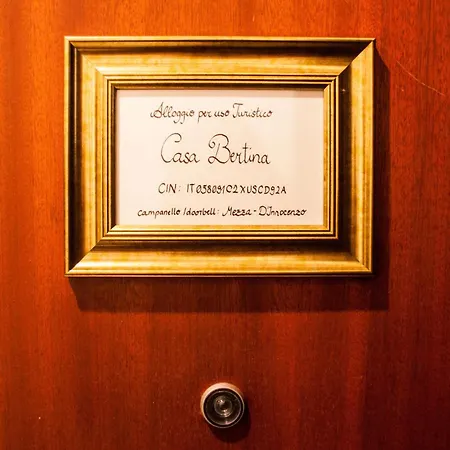 Alloggio per uso Turistico
Casa Bertina
CIN: IT058091C2XUSCD92A
campanello /doorbell: Mezza - D'Innocenzo